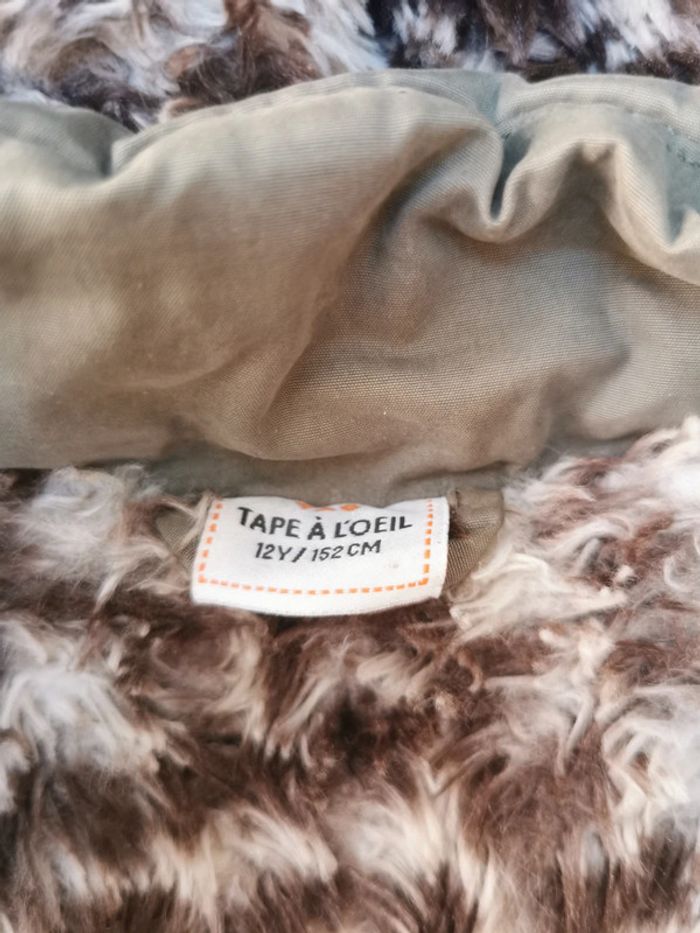 TAPE À L'OEIL
12Y/152CM